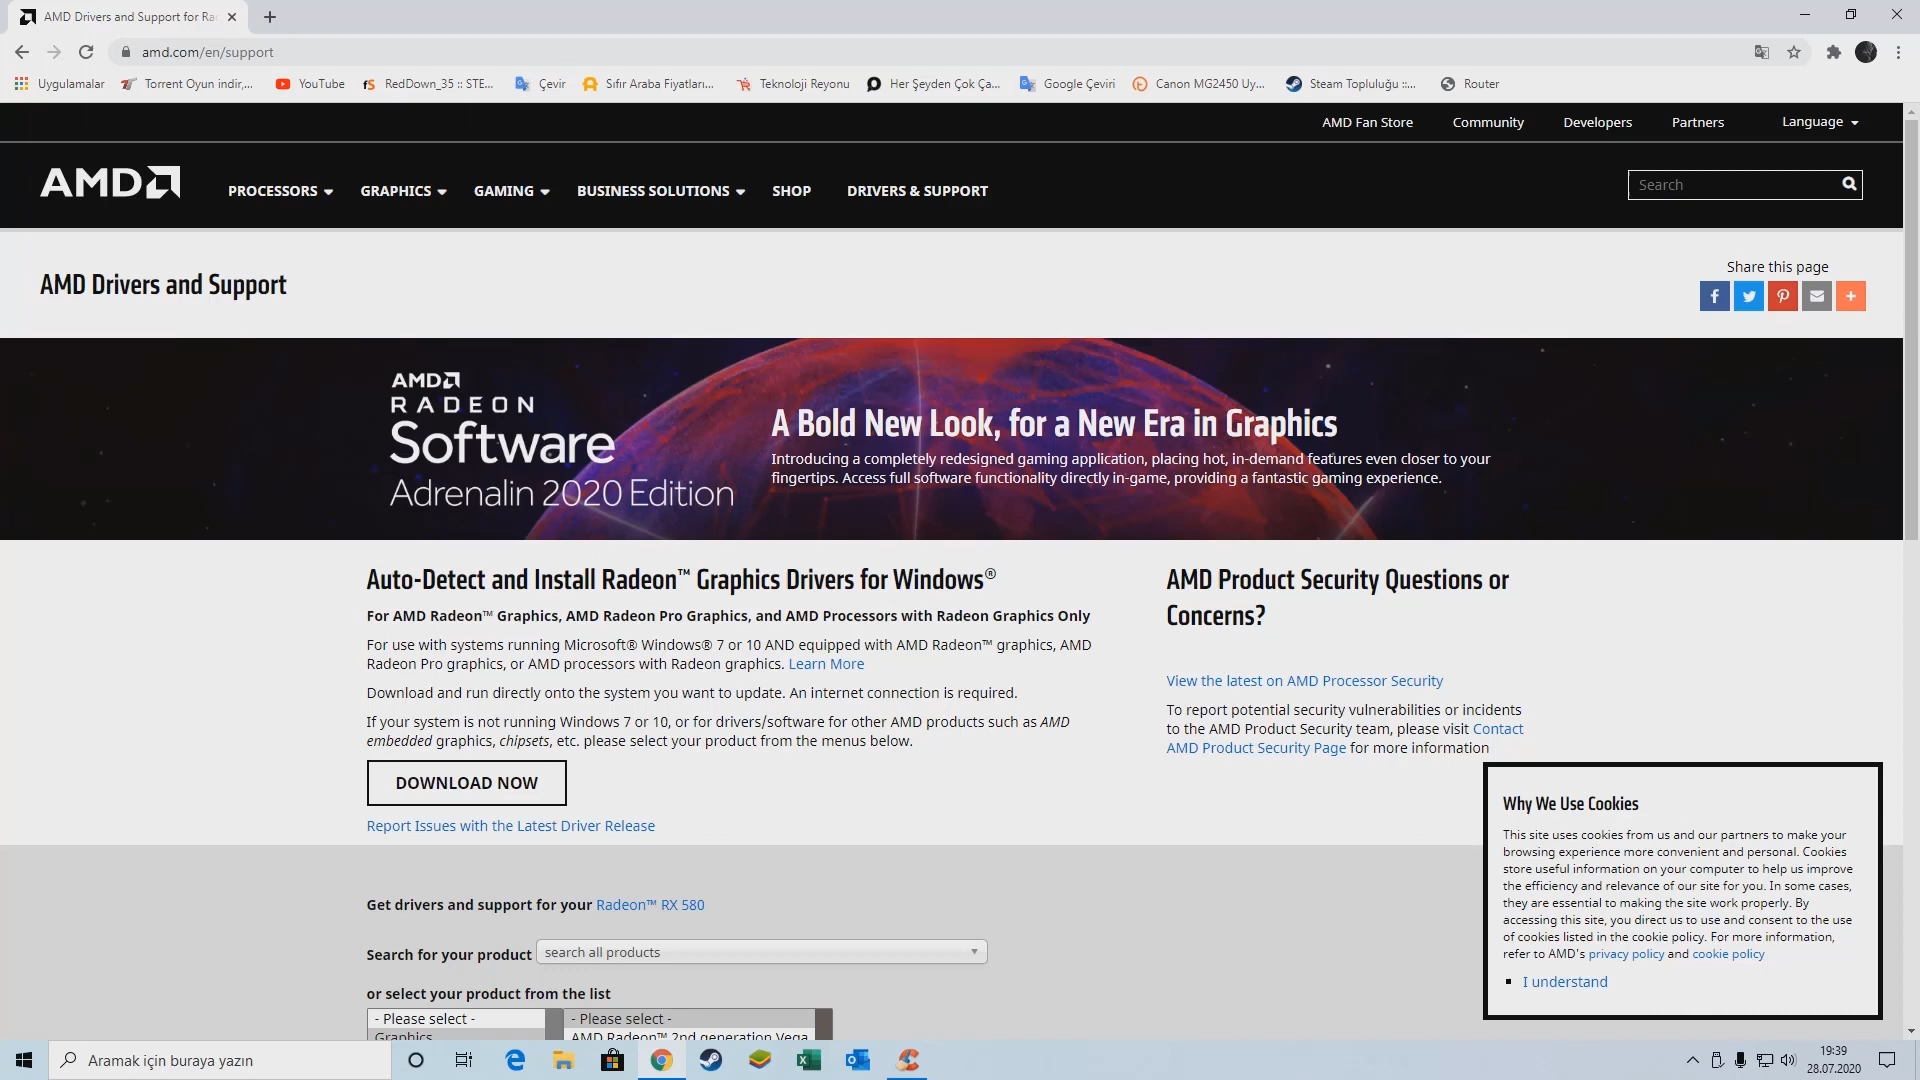 AMD Drivers and Support for Ra
amd.com/en/support
Uygulamalar
Torrent Oyun indir,...
YouTube
RedDown_35 :: STE...
Çevir
Sıfır Araba Fiyatları...
Teknoloji Reyonu
Her Şeyden Çok Ça...
Google Çeviri
Canon MG2450 Uy...
Steam Topluluğu ::...
Router
AMD Fan Store
Community
Developers
Partners
Language
AMD
PROCESSORS
GRAPHICS
GAMING
BUSINESS SOLUTIONS
SHOP
DRIVERS & SUPPORT
Search
AMD Drivers and Support
Share this page
AMD
RADEON
Software
Adrenalin 2020 Edition
A Bold New Look, for a New Era in Graphics
Introducing a completely redesigned gaming application, placing hot, in-demand features even closer to your
fingertips. Access full software functionality directly in-game, providing a fantastic gaming experience.
Auto-Detect and Install Radeon™ Graphics Drivers for Windows®
For AMD Radeon™ Graphics, AMD Radeon Pro Graphics, and AMD Processors with Radeon Graphics Only
For use with systems running Microsoft® Windows® 7 or 10 AND equipped with AMD Radeon™ graphics, AMD
Radeon Pro graphics, or AMD processors with Radeon graphics. Learn More
Download and run directly onto the system you want to update. An internet connection is required.
If your system is not running Windows 7 or 10, or for drivers/software for other AMD products such as AMD
embedded graphics, chipsets, etc. please select your product from the menus below.
DOWNLOAD NOW
Report Issues with the Latest Driver Release
AMD Product Security Questions or
Concerns?
View the latest on AMD Processor Security
To report potential security vulnerabilities or incidents
to the AMD Product Security team, please visit Contact
AMD Product Security Page for more information
Get drivers and support for your Radeon™ RX 580
Search for your product
search all products
or select your product from the list
- Please select -
Graphics
- Please select -
AMD Radeon™ 2nd generation Vega
Why We Use Cookies
This site uses cookies from us and our partners to make your
browsing experience more convenient and personal. Cookies
store useful information on your computer to help us improve
the efficiency and relevance of our site for you. In some cases,
they are essential to making the site work properly. By
accessing this site, you direct us to use and consent to the use
of cookies listed in the cookie policy. For more information,
refer to AMD's privacy policy and cookie policy
I understand
Aramak için buraya yazın
19:39
28.07.2020